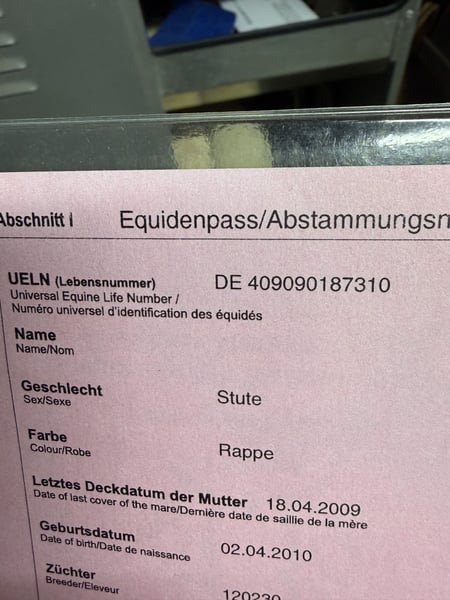 Abschnitt I Equidenpass/Abstammungsn
UELN (Lebensnummer) DE 409090187310
Universal Equine Life Number /
Numéro universel d'identification des équidés
Name
Name/Nom
Geschlecht
Sex/Sexe Stute
Farbe
Colour/Robe Rappe
Letztes Deckdatum der Mutter 18.04.2009
Date of last cover of the mare/Dernière date de saillie de la mère
Geburtsdatum
Date of birth/Date de naissance 02.04.2010
Züchter
Breeder/Eleveur 120230